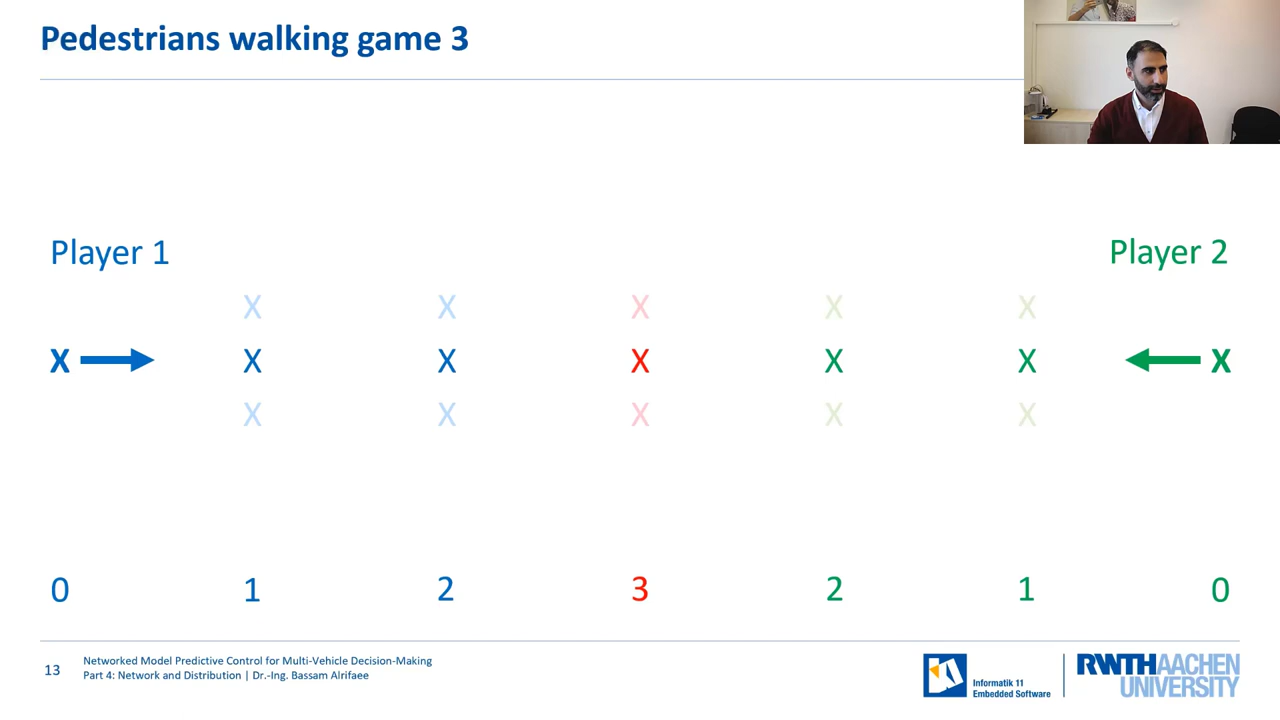 Pedestrians walking game 3
Player 1
Player 2
X X X X X
X X X X X X X
X X X X X
0 1 2 3 2 1 0
13
Networked Model Predictive Control for Multi-Vehicle Decision-Making
Part 4: Network and Distribution | Dr.-Ing. Bassam Alrifaee
Informatik 11
Embedded Software
RWTHAACHEN
UNIVERSITY